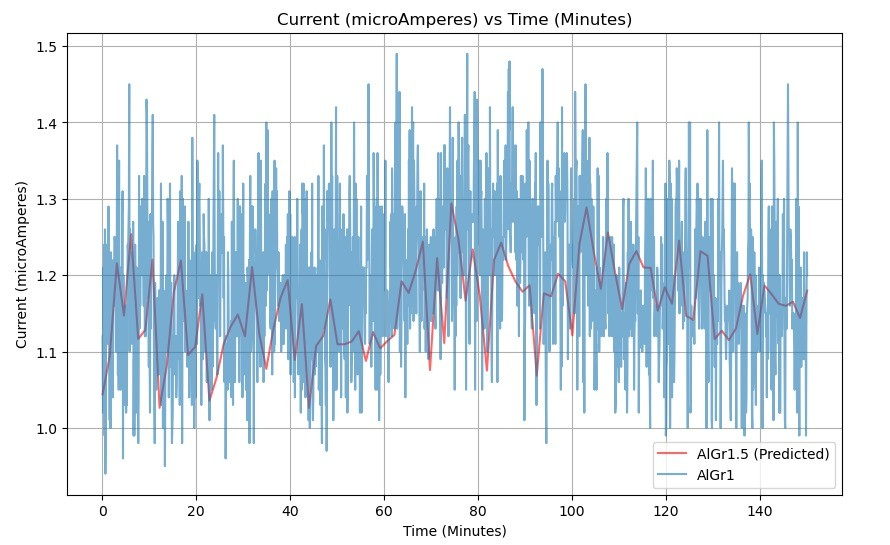 Current (microAmperes) vs Time (Minutes)
1.5
1.4
1.3
1.2
1.1
1.0
Current (microAmperes)
0 20 40 60 80 100 120 140
Time (Minutes)
AlGr1.5 (Predicted)
AlGr1